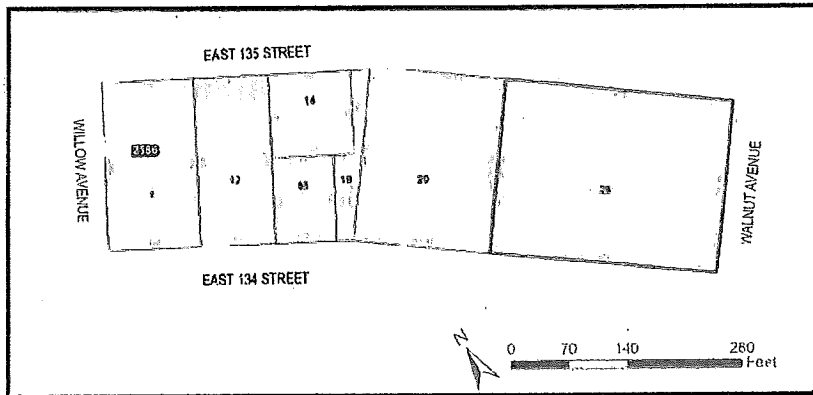 EAST 135 STREET
WILLOW AVENUE
14
20
WALNUT AVENUE
EAST 134 STREET
N
0 70 140 280
Feet